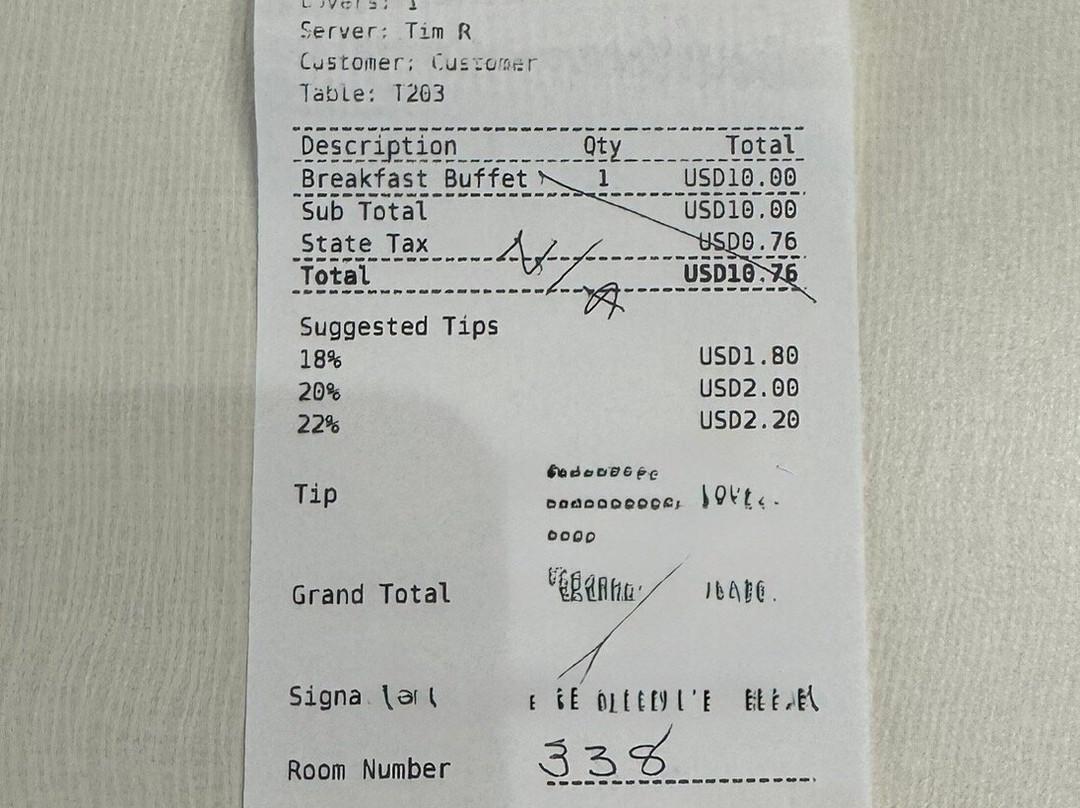 Covers: 1
Server: Tim R
Customer: Customer
Table: T203
Description Qty Total
Breakfast Buffet 1 USD10.00
Sub Total USD10.00
State Tax USD0.76
Total USD10.76
N/A
Suggested Tips
18% USD1.80
20% USD2.00
22% USD2.20
Tip
Grand Total
Room Number 338